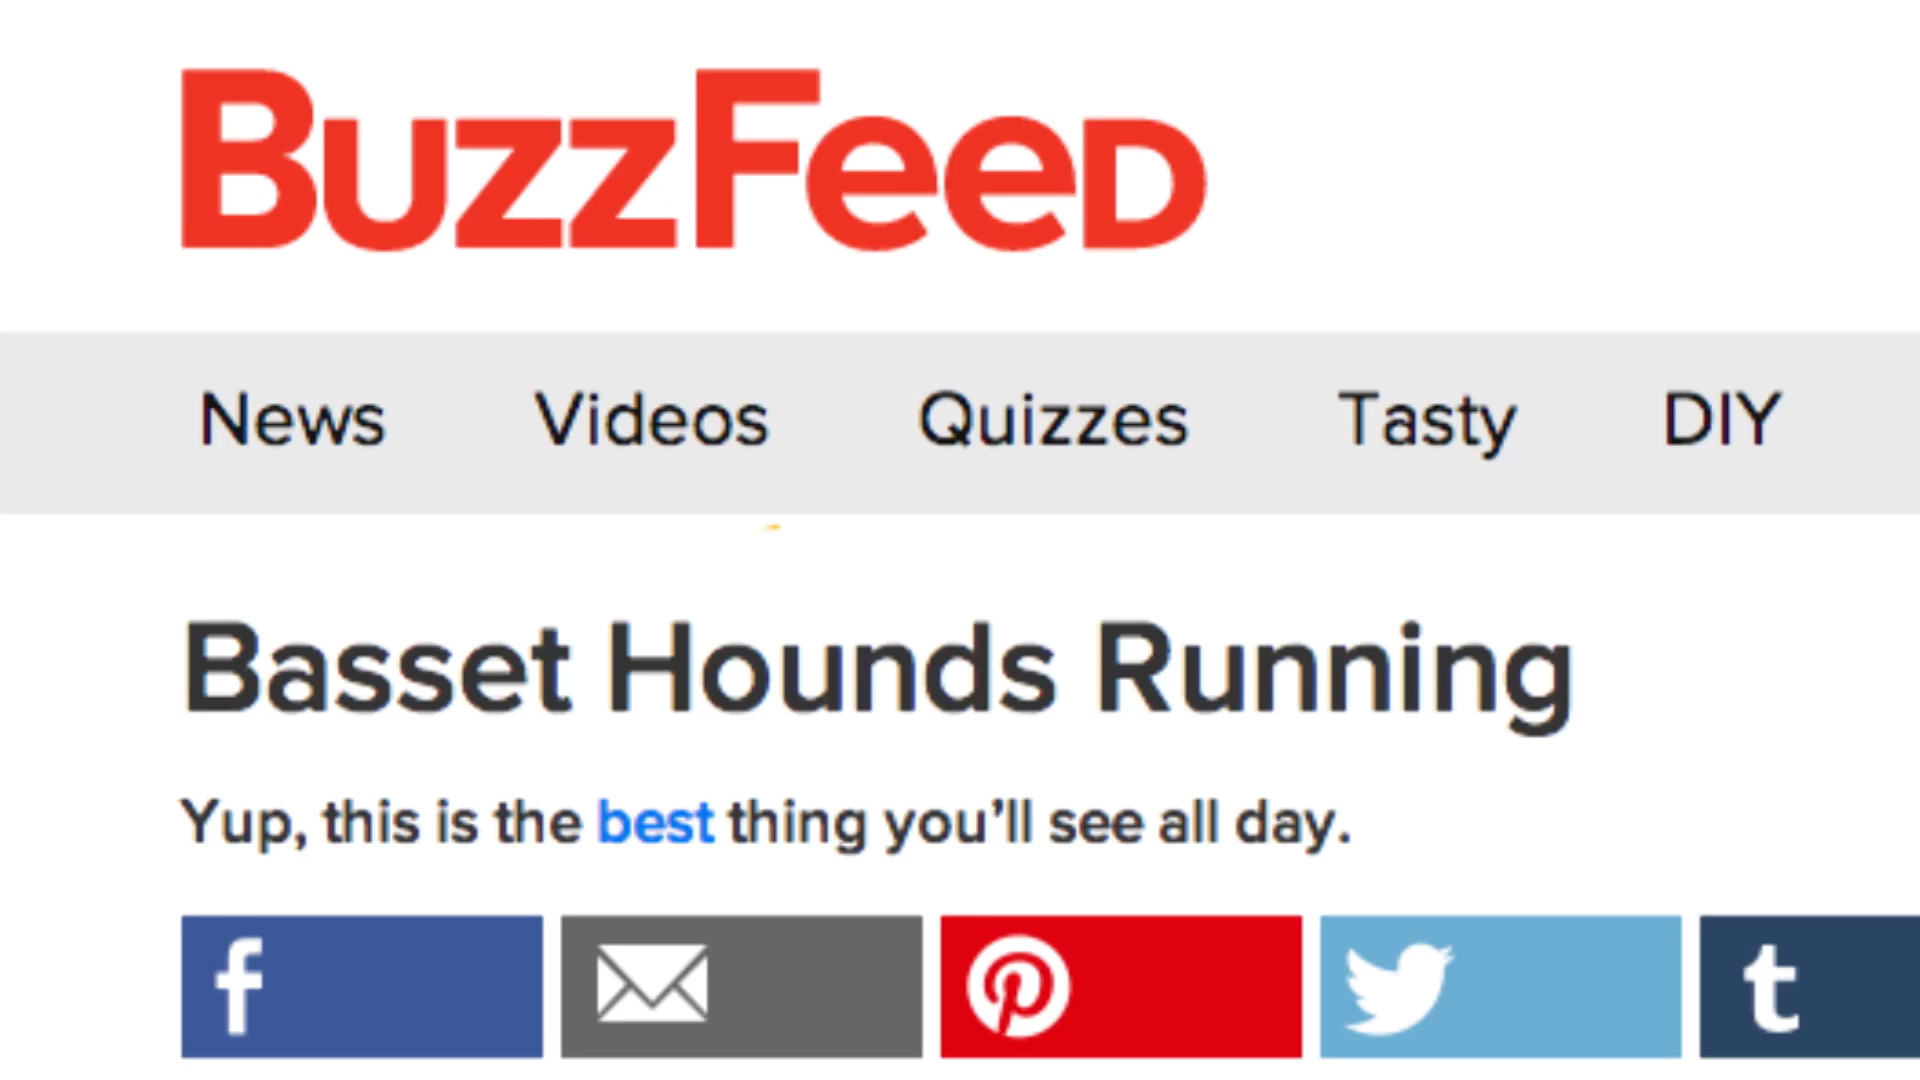 BuzzFeed
News Videos Quizzes Tasty DIY
Basset Hounds Running
Yup, this is the best thing you’ll see all day.